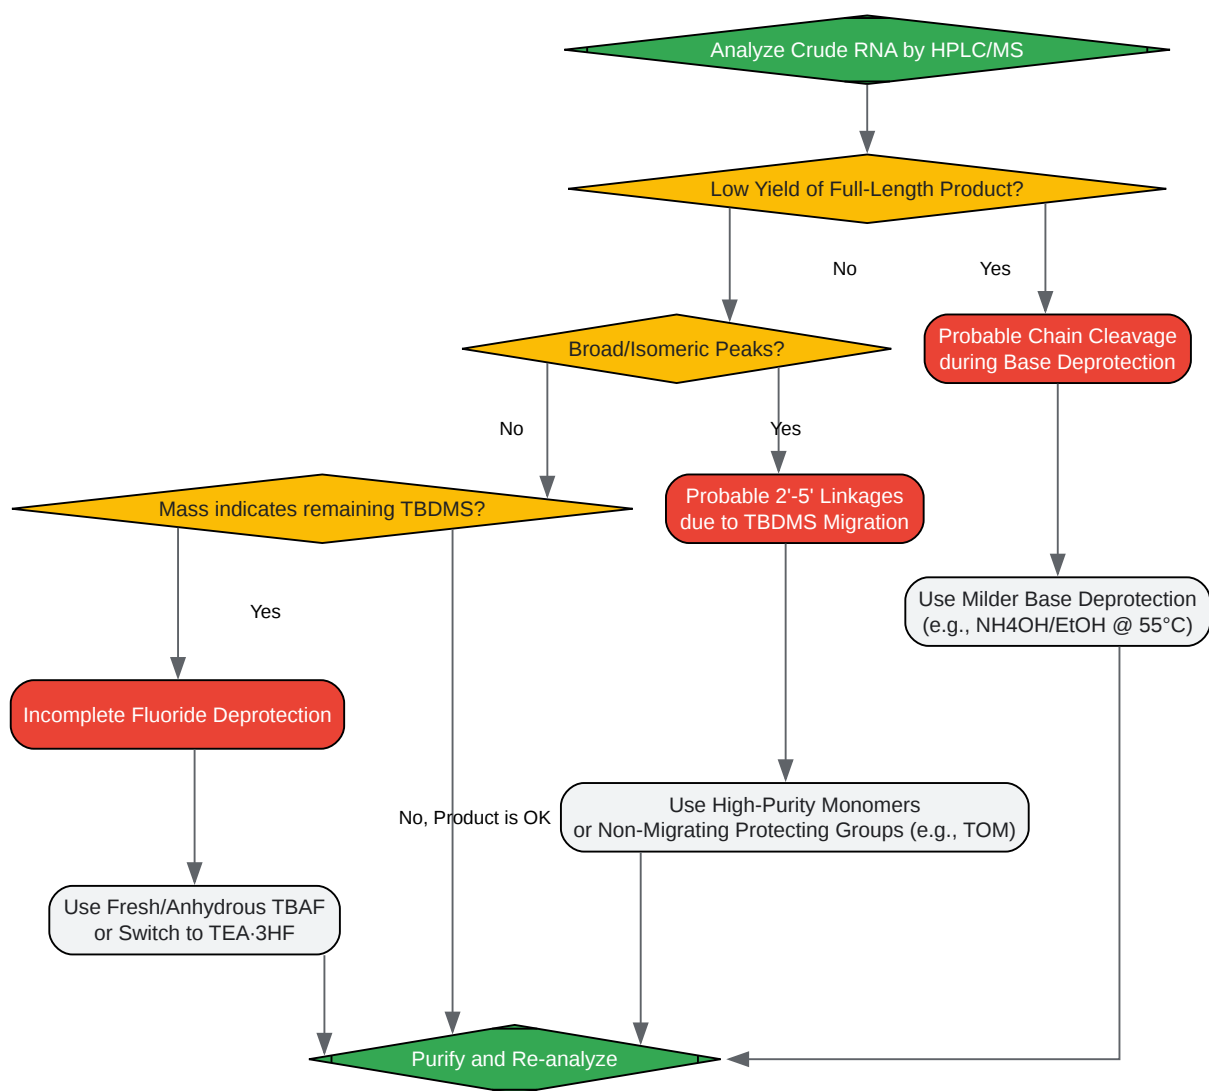 Analyze Crude RNA by HPLC/MS
Low Yield of Full-Length Product?
No
Yes
Broad/Isomeric Peaks?
Probable Chain Cleavage
during Base Deprotection
No
Yes
Mass indicates remaining TBDMS?
Probable 2'-5' Linkages
due to TBDMS Migration
Use Milder Base Deprotection
(e.g., NH4OH/EtOH @ 55°C)
Yes
Incomplete Fluoride Deprotection
No, Product is OK
Use High-Purity Monomers
or Non-Migrating Protecting Groups (e.g., TOM)
Use Fresh/Anhydrous TBAF
or Switch to TEA·3HF
Purify and Re-analyze